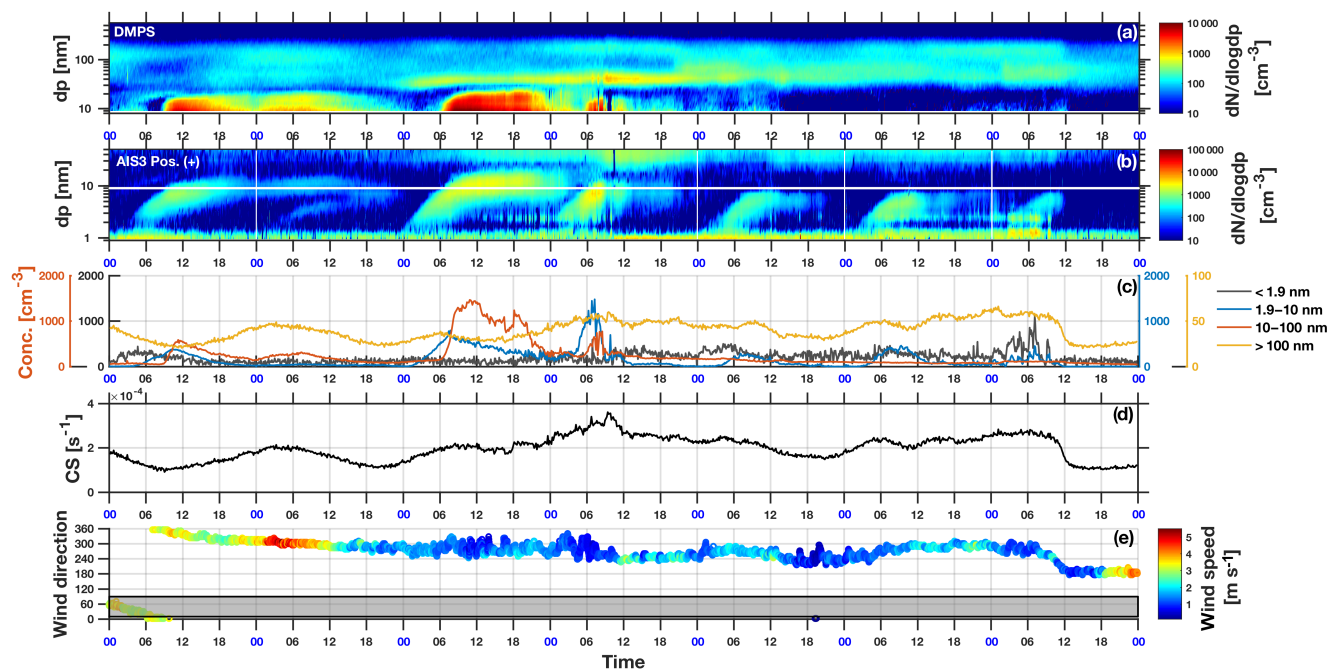 DMPS
(a)
dp [nm]
100
10
00 06 12 18 00 06 12 18 00 06 12 18 00 06 12 18 00 06 12 18 00 06 12 18 00 06 12 18 00
10 000
1000
100
10
dN/dlogdp
[cm⁻³]
AIS3 Pos. (+)
(b)
dp [nm]
10
1
00 06 12 18 00 06 12 18 00 06 12 18 00 06 12 18 00 06 12 18 00 06 12 18 00 06 12 18 00
100 000
10 000
1000
100
10
dN/dlogdp
[cm⁻³]
(c)
Conc. [cm⁻³]
2000
1000
0
2000
1000
0
00 06 12 18 00 06 12 18 00 06 12 18 00 06 12 18 00 06 12 18 00 06 12 18 00 06 12 18 00
2000
1000
0
100
50
0
< 1.9 nm
1.9–10 nm
10–100 nm
> 100 nm
× 10⁻⁴
(d)
CS [s⁻¹]
4
2
0
00 06 12 18 00 06 12 18 00 06 12 18 00 06 12 18 00 06 12 18 00 06 12 18 00 06 12 18 00
(e)
Wind direction
360
300
240
180
120
60
0
00 06 12 18 00 06 12 18 00 06 12 18 00 06 12 18 00 06 12 18 00 06 12 18 00 06 12 18 00
Time
5
4
3
2
1
Wind speed
[m s⁻¹]